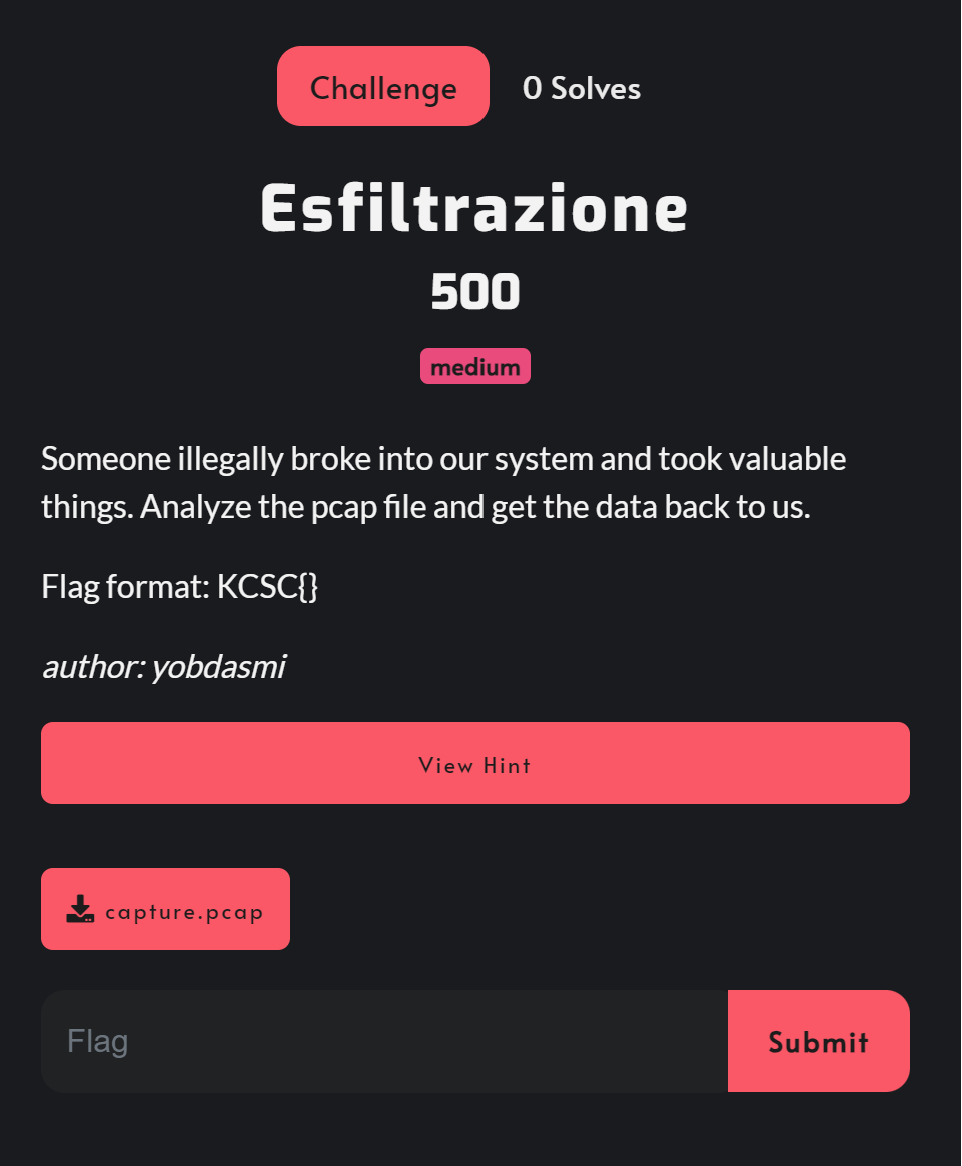 Challenge
0 Solves
Esfiltrazione
500
medium
Someone illegally broke into our system and took valuable
things. Analyze the pcap file and get the data back to us.
Flag format: KCSC{}
author: yobdasmi
View Hint
capture.pcap
Flag
Submit